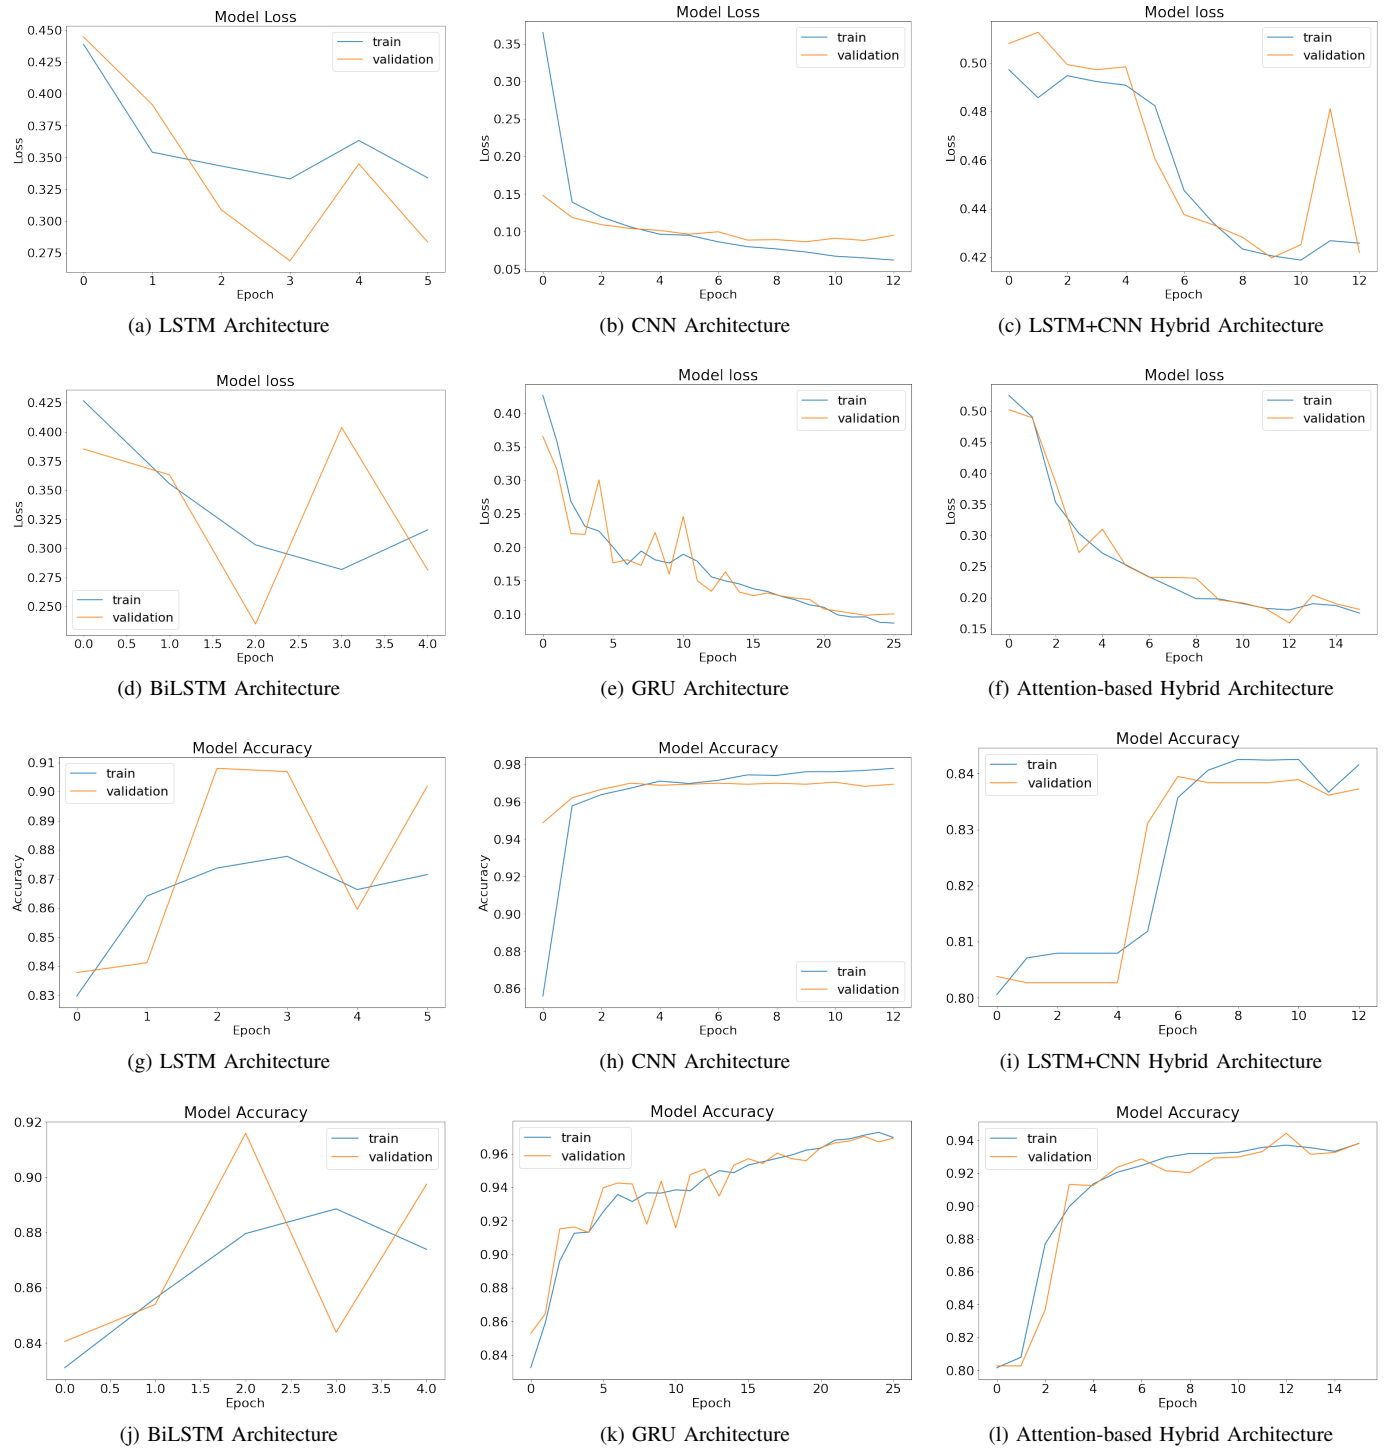 Model Loss
0.450
0.425
0.400
0.375
0.350
0.325
0.300
0.275
Loss
train
validation
0 1 2 3 4 5
Epoch
(a) LSTM Architecture
Model Loss
0.35
0.30
0.25
0.20
0.15
0.10
0.05
Loss
train
validation
0 2 4 6 8 10 12
Epoch
(b) CNN Architecture
Model loss
0.50
0.48
0.46
0.44
0.42
Loss
train
validation
0 2 4 6 8 10 12
Epoch
(c) LSTM+CNN Hybrid Architecture
Model loss
0.425
0.400
0.375
0.350
0.325
0.300
0.275
0.250
Loss
train
validation
0.0 0.5 1.0 1.5 2.0 2.5 3.0 3.5 4.0
Epoch
(d) BiLSTM Architecture
Model loss
0.40
0.35
0.30
0.25
0.20
0.15
0.10
Loss
train
validation
0 5 10 15 20 25
Epoch
(e) GRU Architecture
Model loss
0.50
0.45
0.40
0.35
0.30
0.25
0.20
0.15
Loss
train
validation
0 2 4 6 8 10 12 14
Epoch
(f) Attention-based Hybrid Architecture
Model Accuracy
0.91
0.90
0.89
0.88
0.87
0.86
0.85
0.84
0.83
Accuracy
train
validation
0 1 2 3 4 5
Epoch
(g) LSTM Architecture
Model Accuracy
0.98
0.96
0.94
0.92
0.90
0.88
0.86
Accuracy
train
validation
0 2 4 6 8 10 12
Epoch
(h) CNN Architecture
Model Accuracy
0.84
0.83
0.82
0.81
0.80
train
validation
0 2 4 6 8 10 12
Epoch
(i) LSTM+CNN Hybrid Architecture
Model Accuracy
0.92
0.90
0.88
0.86
0.84
train
validation
0.0 0.5 1.0 1.5 2.0 2.5 3.0 3.5 4.0
Epoch
(j) BiLSTM Architecture
Model Accuracy
0.96
0.94
0.92
0.90
0.88
0.86
0.84
train
validation
0 5 10 15 20 25
Epoch
(k) GRU Architecture
Model Accuracy
0.94
0.92
0.90
0.88
0.86
0.84
0.82
0.80
train
validation
0 2 4 6 8 10 12 14
Epoch
(l) Attention-based Hybrid Architecture